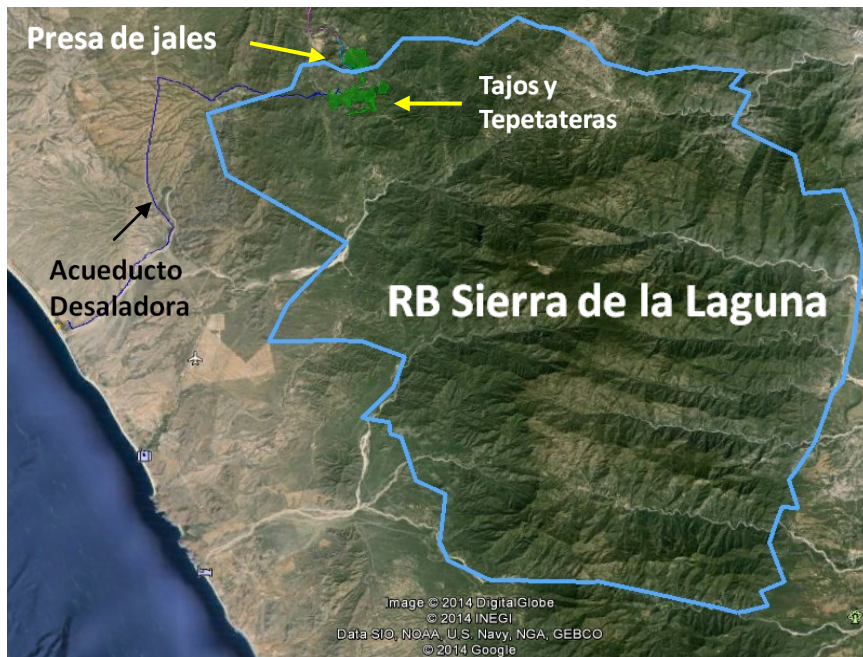 Presa de jales
Tajos y
Tepetateras
Acueducto
Desaladora
RB Sierra de la Laguna
Image © 2014 DigitalGlobe
© 2014 INEGI
Data SIO, NOAA, U.S. Navy, NGA, GEBCO
© 2014 Google